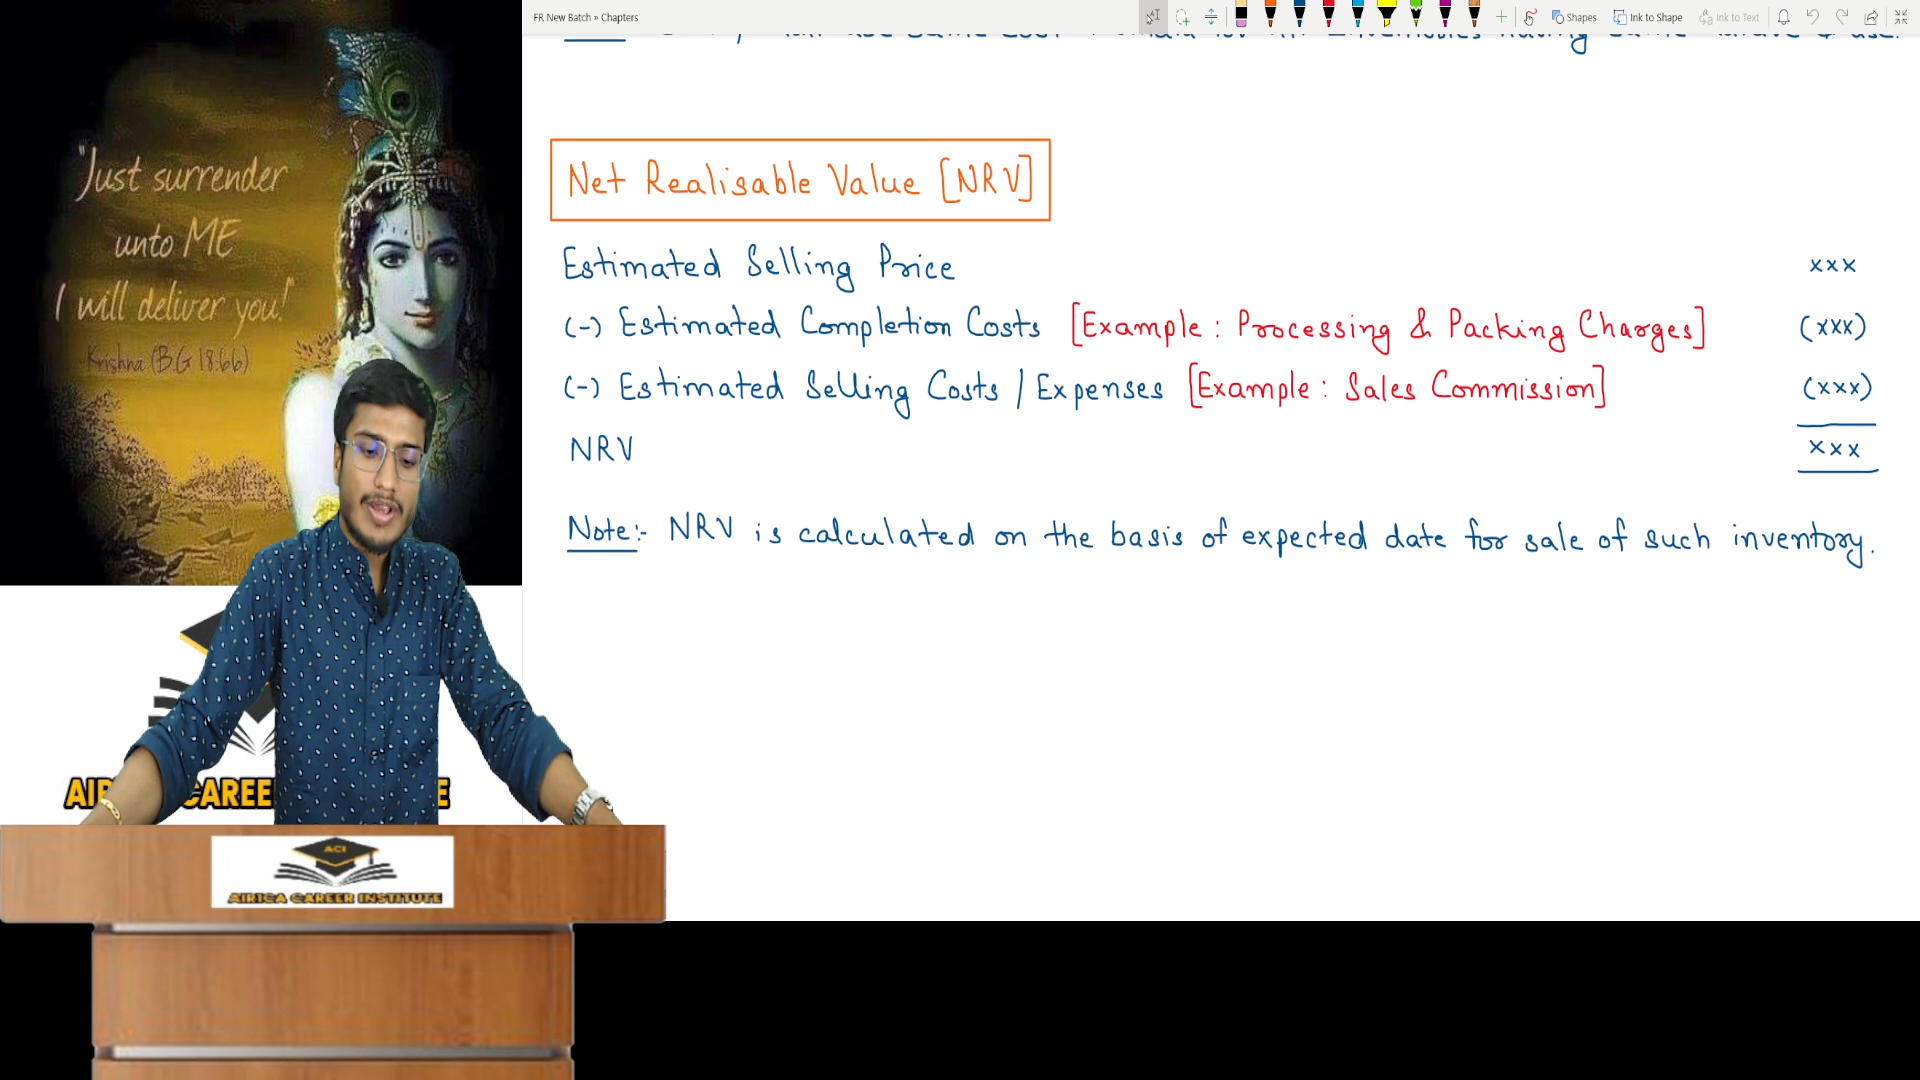 FR New Batch » Chapters
Shapes
Ink to Shape
Ink to Text
"Just surrender
unto ME
I will deliver you!"
Krishna (B.G 18.66)
Net Realisable Value [NRV]
Estimated Selling Price xxx
(-) Estimated Completion Costs [Example : Processing & Packing Charges] (xxx)
(-) Estimated Selling Costs / Expenses [Example : Sales Commission] (xxx)
NRV xxx
Note:- NRV is calculated on the basis of expected date for sale of such inventory.
ACI
AIR1CA CAREER INSTITUTE